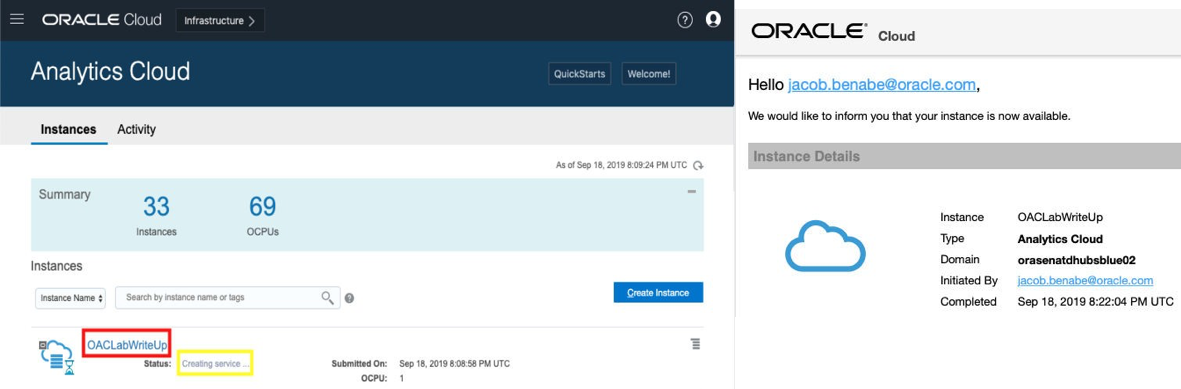 ORACLE Cloud
Infrastructure >
?
Analytics Cloud
QuickStarts
Welcome!
Instances
Activity
As of Sep 18, 2019 8:09:24 PM UTC
Summary
33
69
Instances
OCPUs
Instances
Instance Name
Search by instance name or tags
?
Create Instance
OACLabWriteUp
Status: Creating service ...
Submitted On: Sep 18, 2019 8:08:58 PM UTC
OCPU: 1
ORACLE® Cloud
Hello jacob.benabe@oracle.com,
We would like to inform you that your instance is now available.
Instance Details
Instance OACLabWriteUp
Type Analytics Cloud
Domain orasenatdhubsblue02
Initiated By jacob.benabe@oracle.com
Completed Sep 18, 2019 8:22:04 PM UTC